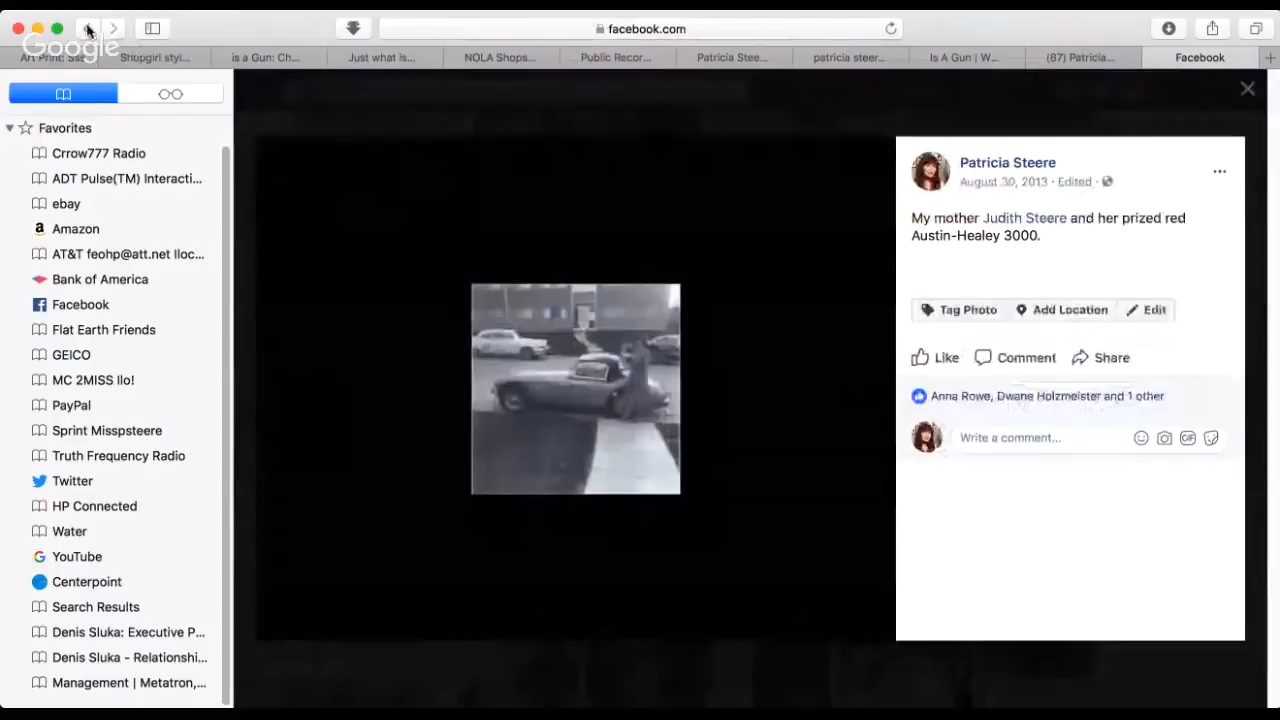 facebook.com
Google
Art Print: Sse...
Shopgirl styl...
is a Gun: Ch...
Just what is...
NOLA Shops...
Public Recor...
Patricia Stee...
patricia steer...
Is A Gun | W...
(87) Patricia...
Facebook
Favorites
Crrow777 Radio
ADT Pulse(TM) Interacti...
ebay
Amazon
AT&T feohp@att.net lloc...
Bank of America
Facebook
Flat Earth Friends
GEICO
MC 2MISS llo!
PayPal
Sprint Misspsteere
Truth Frequency Radio
Twitter
HP Connected
Water
YouTube
Centerpoint
Search Results
Denis Sluka: Executive P...
Denis Sluka - Relationshi...
Management | Metatron,...
Patricia Steere
August 30, 2013 · Edited ·
My mother Judith Steere and her prized red
Austin-Healey 3000.
Tag Photo Add Location Edit
Like Comment Share
Anna Rowe, Dwane Holzmeister and 1 other
Write a comment...
GIF